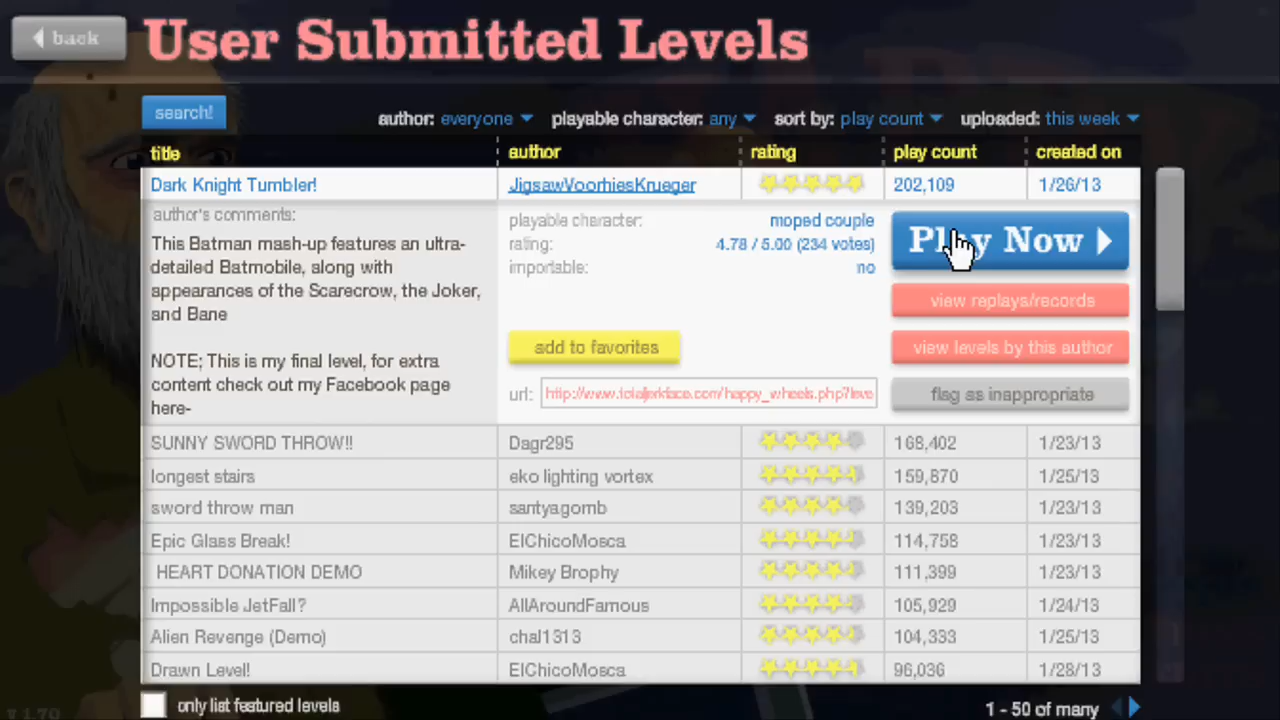 back
User Submitted Levels
search!
author: everyone playable character: any sort by: play count uploaded: this week
title author rating play count created on
Dark Knight Tumbler! JigsawVoorhiesKrueger 202,109 1/26/13
author's comments:
This Batman mash-up features an ultra-
detailed Batmobile, along with
appearances of the Scarecrow, the Joker,
and Bane
NOTE; This is my final level, for extra
content check out my Facebook page
here-
playable character: moped couple
rating: 4.78 / 5.00 (234 votes)
importable: no
add to favorites
url: http://www.totaljerkface.com/happy_wheels.php?leve
Play Now
view replays/records
view levels by this author
flag as inappropriate
SUNNY SWORD THROW!! Dagr295 168,402 1/23/13
longest stairs eko lighting vortex 159,870 1/25/13
sword throw man santyagomb 139,203 1/23/13
Epic Glass Break! ElChicoMosca 114,758 1/23/13
HEART DONATION DEMO Mikey Brophy 111,399 1/23/13
Impossible JetFall? AllAroundFamous 105,929 1/24/13
Alien Revenge (Demo) chal1313 104,333 1/25/13
Drawn Level! ElChicoMosca 96,036 1/28/13
only list featured levels
1 - 50 of many
v 1.70